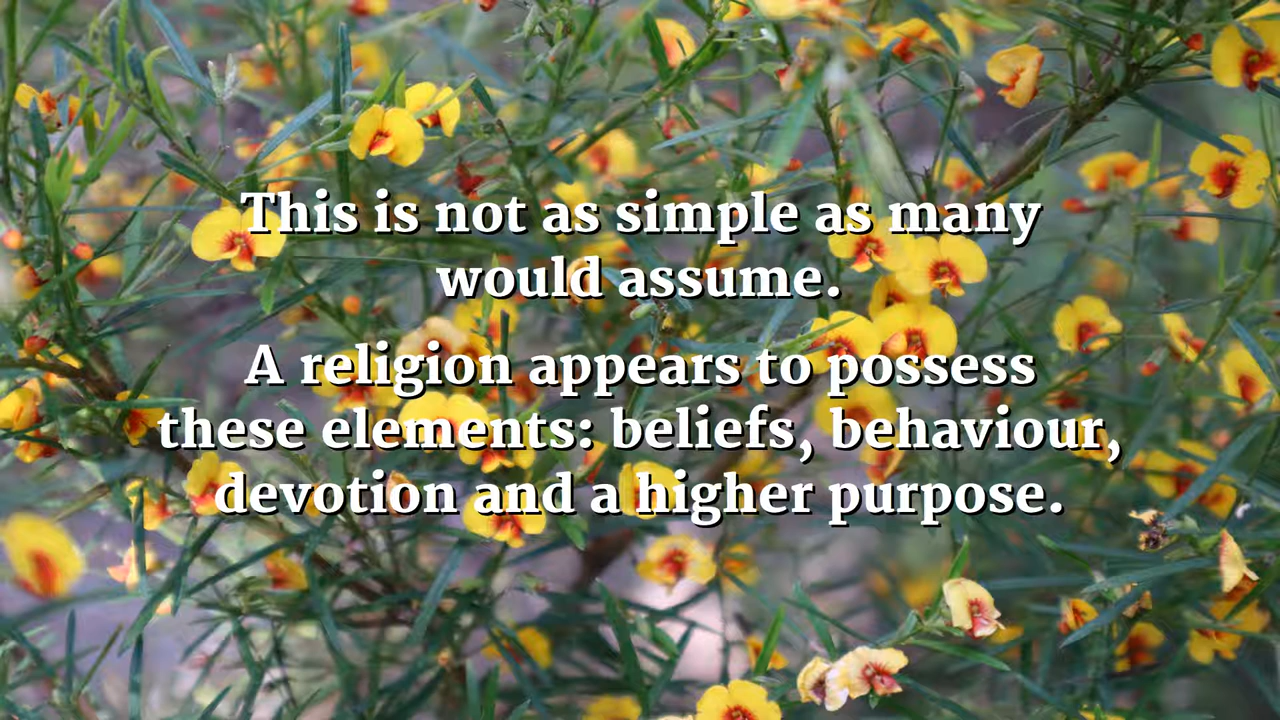 This is not as simple as many
would assume.
A religion appears to possess
these elements: beliefs, behaviour,
devotion and a higher purpose.